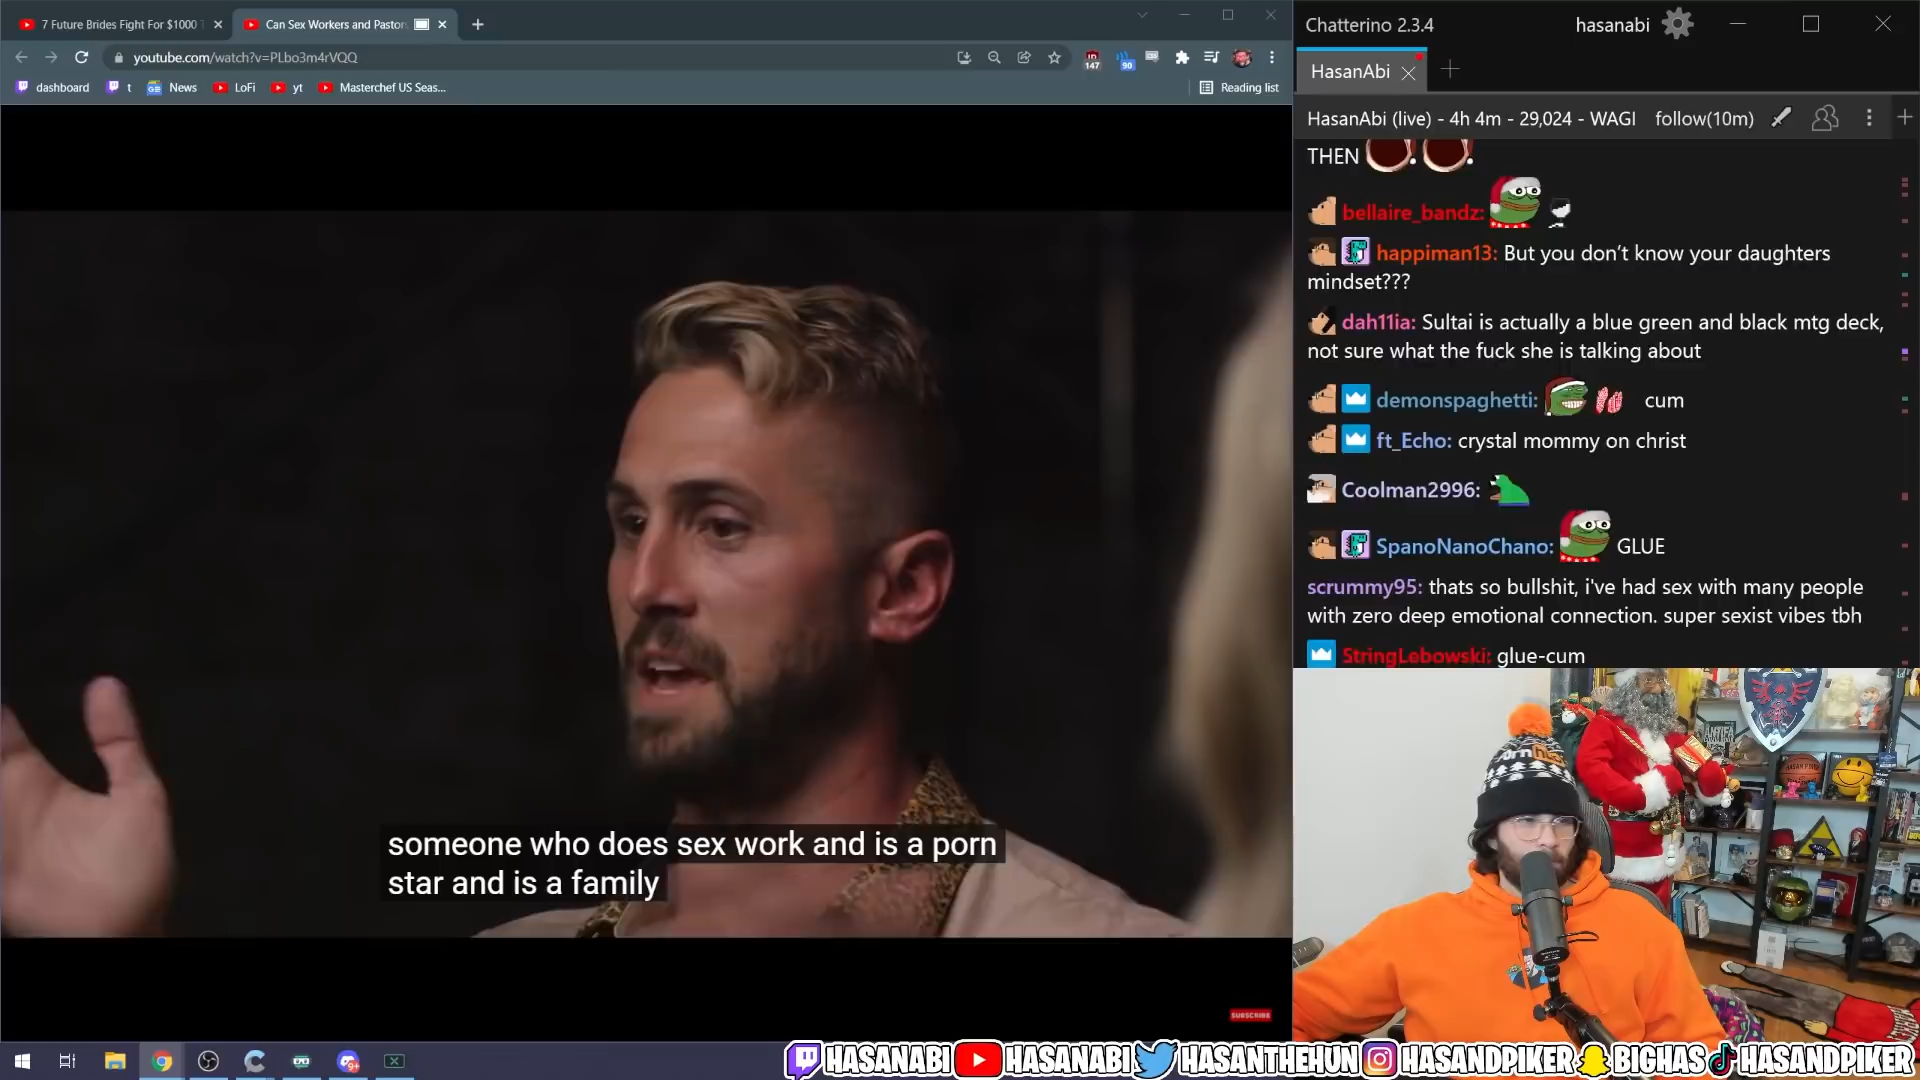 7 Future Brides Fight For $1000
Can Sex Workers and Pastor
youtube.com/watch?v=PLbo3m4rVQQ
147
90
dashboard
t
News
LoFi
yt
Masterchef US Seas...
Reading list
someone who does sex work and is a porn
star and is a family
SUBSCRIBE
Chatterino 2.3.4
hasanabi
HasanAbi
HasanAbi (live) - 4h 4m - 29,024 - WAGI
follow(10m)
THEN
bellaire_bandz:
happiman13: But you don’t know your daughters
mindset???
dah11ia: Sultai is actually a blue green and black mtg deck,
not sure what the fuck she is talking about
demonspaghetti: cum
ft_Echo: crystal mommy on christ
Coolman2996:
SpanoNanoChano: GLUE
scrummy95: thats so bullshit, i've had sex with many people
with zero deep emotional connection. super sexist vibes tbh
StringLebowski: glue-cum
HASANABI
HASANABI
HASANTHEHUN
HASANDPIKER
BIGHAS
HASANDPIKER